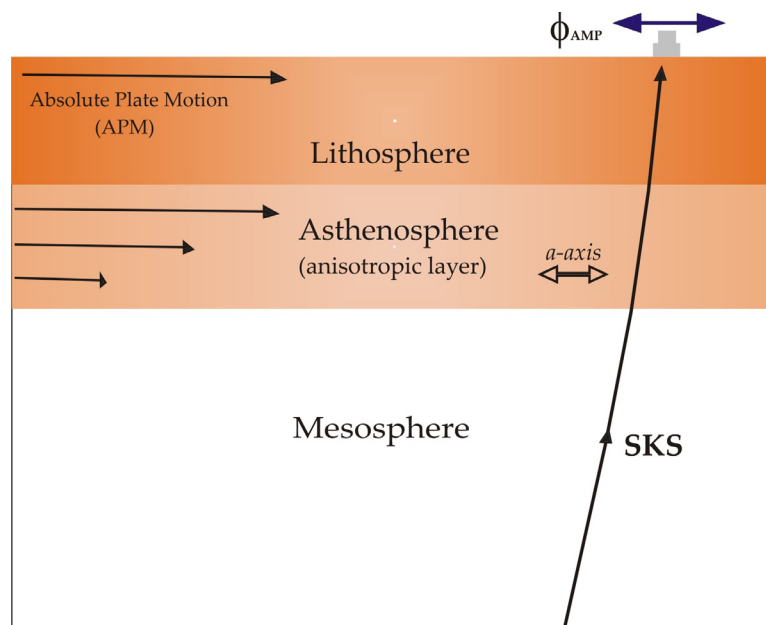 ϕAMP
Absolute Plate Motion
(APM)
Lithosphere
Asthenosphere
(anisotropic layer)
a-axis
Mesosphere
SKS